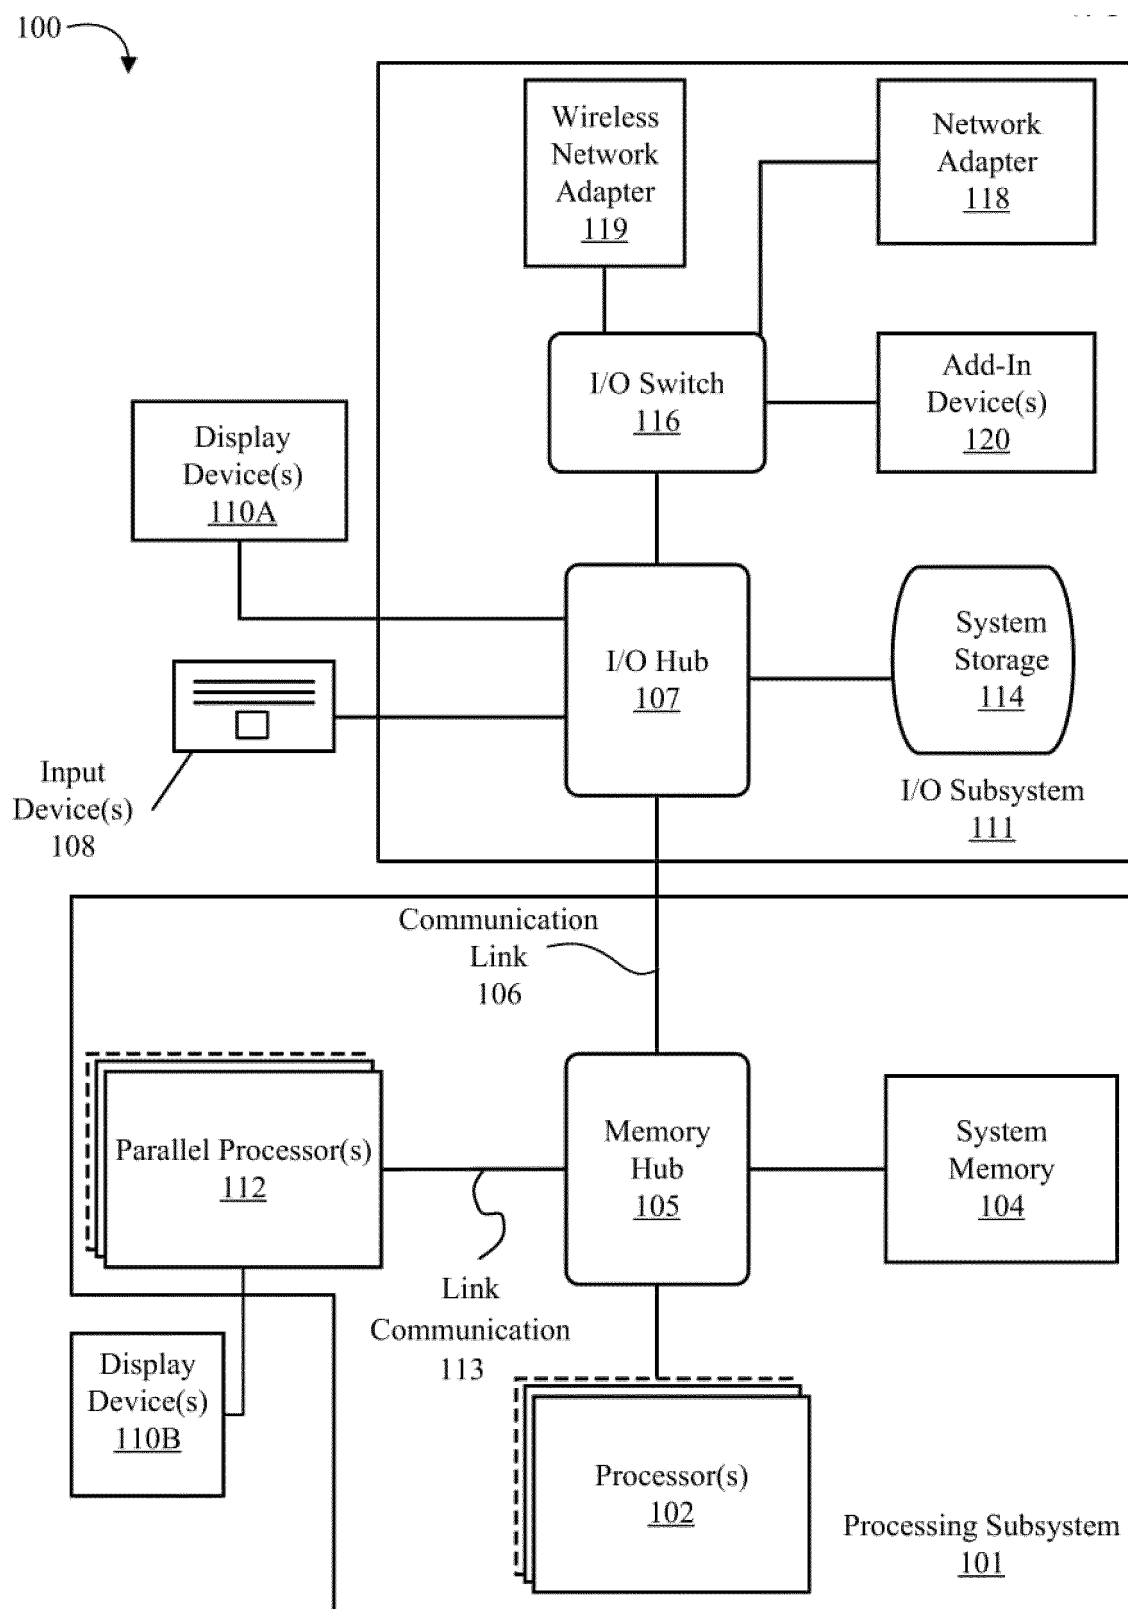 100
Wireless
Network
Adapter
119
Network
Adapter
118
I/O Switch
116
Add-In
Device(s)
120
Display
Device(s)
110A
I/O Hub
107
System
Storage
114
Input
Device(s)
108
I/O Subsystem
111
Communication
Link
106
Parallel Processor(s)
112
Memory
Hub
105
System
Memory
104
Link
Communication
113
Display
Device(s)
110B
Processor(s)
102
Processing Subsystem
101